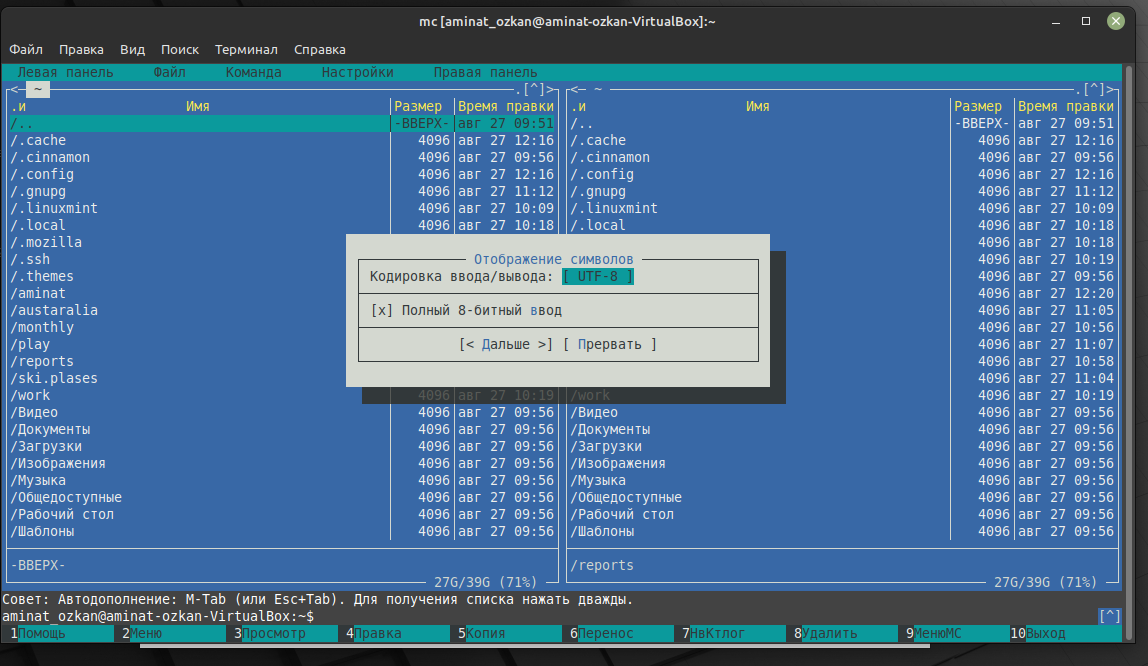 mc [aminat_ozkan@aminat-ozkan-VirtualBox]:~
Файл Правка Вид Поиск Терминал Справка
Левая панель Файл Команда Настройки Правая панель
<─ ~ .[^]> <─ ~ .[^]>
.и Имя Размер Время правки .и Имя Размер Время правки
/.. -ВВЕРХ- авг 27 09:51 /.. -ВВЕРХ- авг 27 09:51
/.cache 4096 авг 27 12:16 /.cache 4096 авг 27 12:16
/.cinnamon 4096 авг 27 09:56 /.cinnamon 4096 авг 27 09:56
/.config 4096 авг 27 12:16 /.config 4096 авг 27 12:16
/.gnupg 4096 авг 27 11:12 /.gnupg 4096 авг 27 11:12
/.linuxmint 4096 авг 27 10:09 /.linuxmint 4096 авг 27 10:09
/.local 4096 авг 27 10:18 /.local 4096 авг 27 10:18
/.mozilla 4096 авг 27 10:18
/.ssh Отображение символов 4096 авг 27 10:19
/.themes Кодировка ввода/вывода: [ UTF-8 ] 4096 авг 27 09:56
/aminat 4096 авг 27 12:20
/austaralia [x] Полный 8-битный ввод 4096 авг 27 11:05
/monthly 4096 авг 27 10:56
/play [< Дальше >] [ Прервать ] 4096 авг 27 11:07
/reports 4096 авг 27 10:58
/ski.plases 4096 авг 27 11:04
/work 4096 авг 27 10:19 /work 4096 авг 27 10:19
/Видео 4096 авг 27 09:56 /Видео 4096 авг 27 09:56
/Документы 4096 авг 27 09:56 /Документы 4096 авг 27 09:56
/Загрузки 4096 авг 27 09:56 /Загрузки 4096 авг 27 09:56
/Изображения 4096 авг 27 09:56 /Изображения 4096 авг 27 09:56
/Музыка 4096 авг 27 09:56 /Музыка 4096 авг 27 09:56
/Общедоступные 4096 авг 27 09:56 /Общедоступные 4096 авг 27 09:56
/Рабочий стол 4096 авг 27 09:56 /Рабочий стол 4096 авг 27 09:56
/Шаблоны 4096 авг 27 09:56 /Шаблоны 4096 авг 27 09:56
-ВВЕРХ- /reports
27G/39G (71%) 27G/39G (71%)
Совет: Автодополнение: M-Tab (или Esc+Tab). Для получения списка нажать дважды.
aminat_ozkan@aminat-ozkan-VirtualBox:~$ [^]
1Помощь 2Меню 3Просмотр 4Правка 5Копия 6Перенос 7НвКтлог 8Удалить 9МенюMC 10Выход